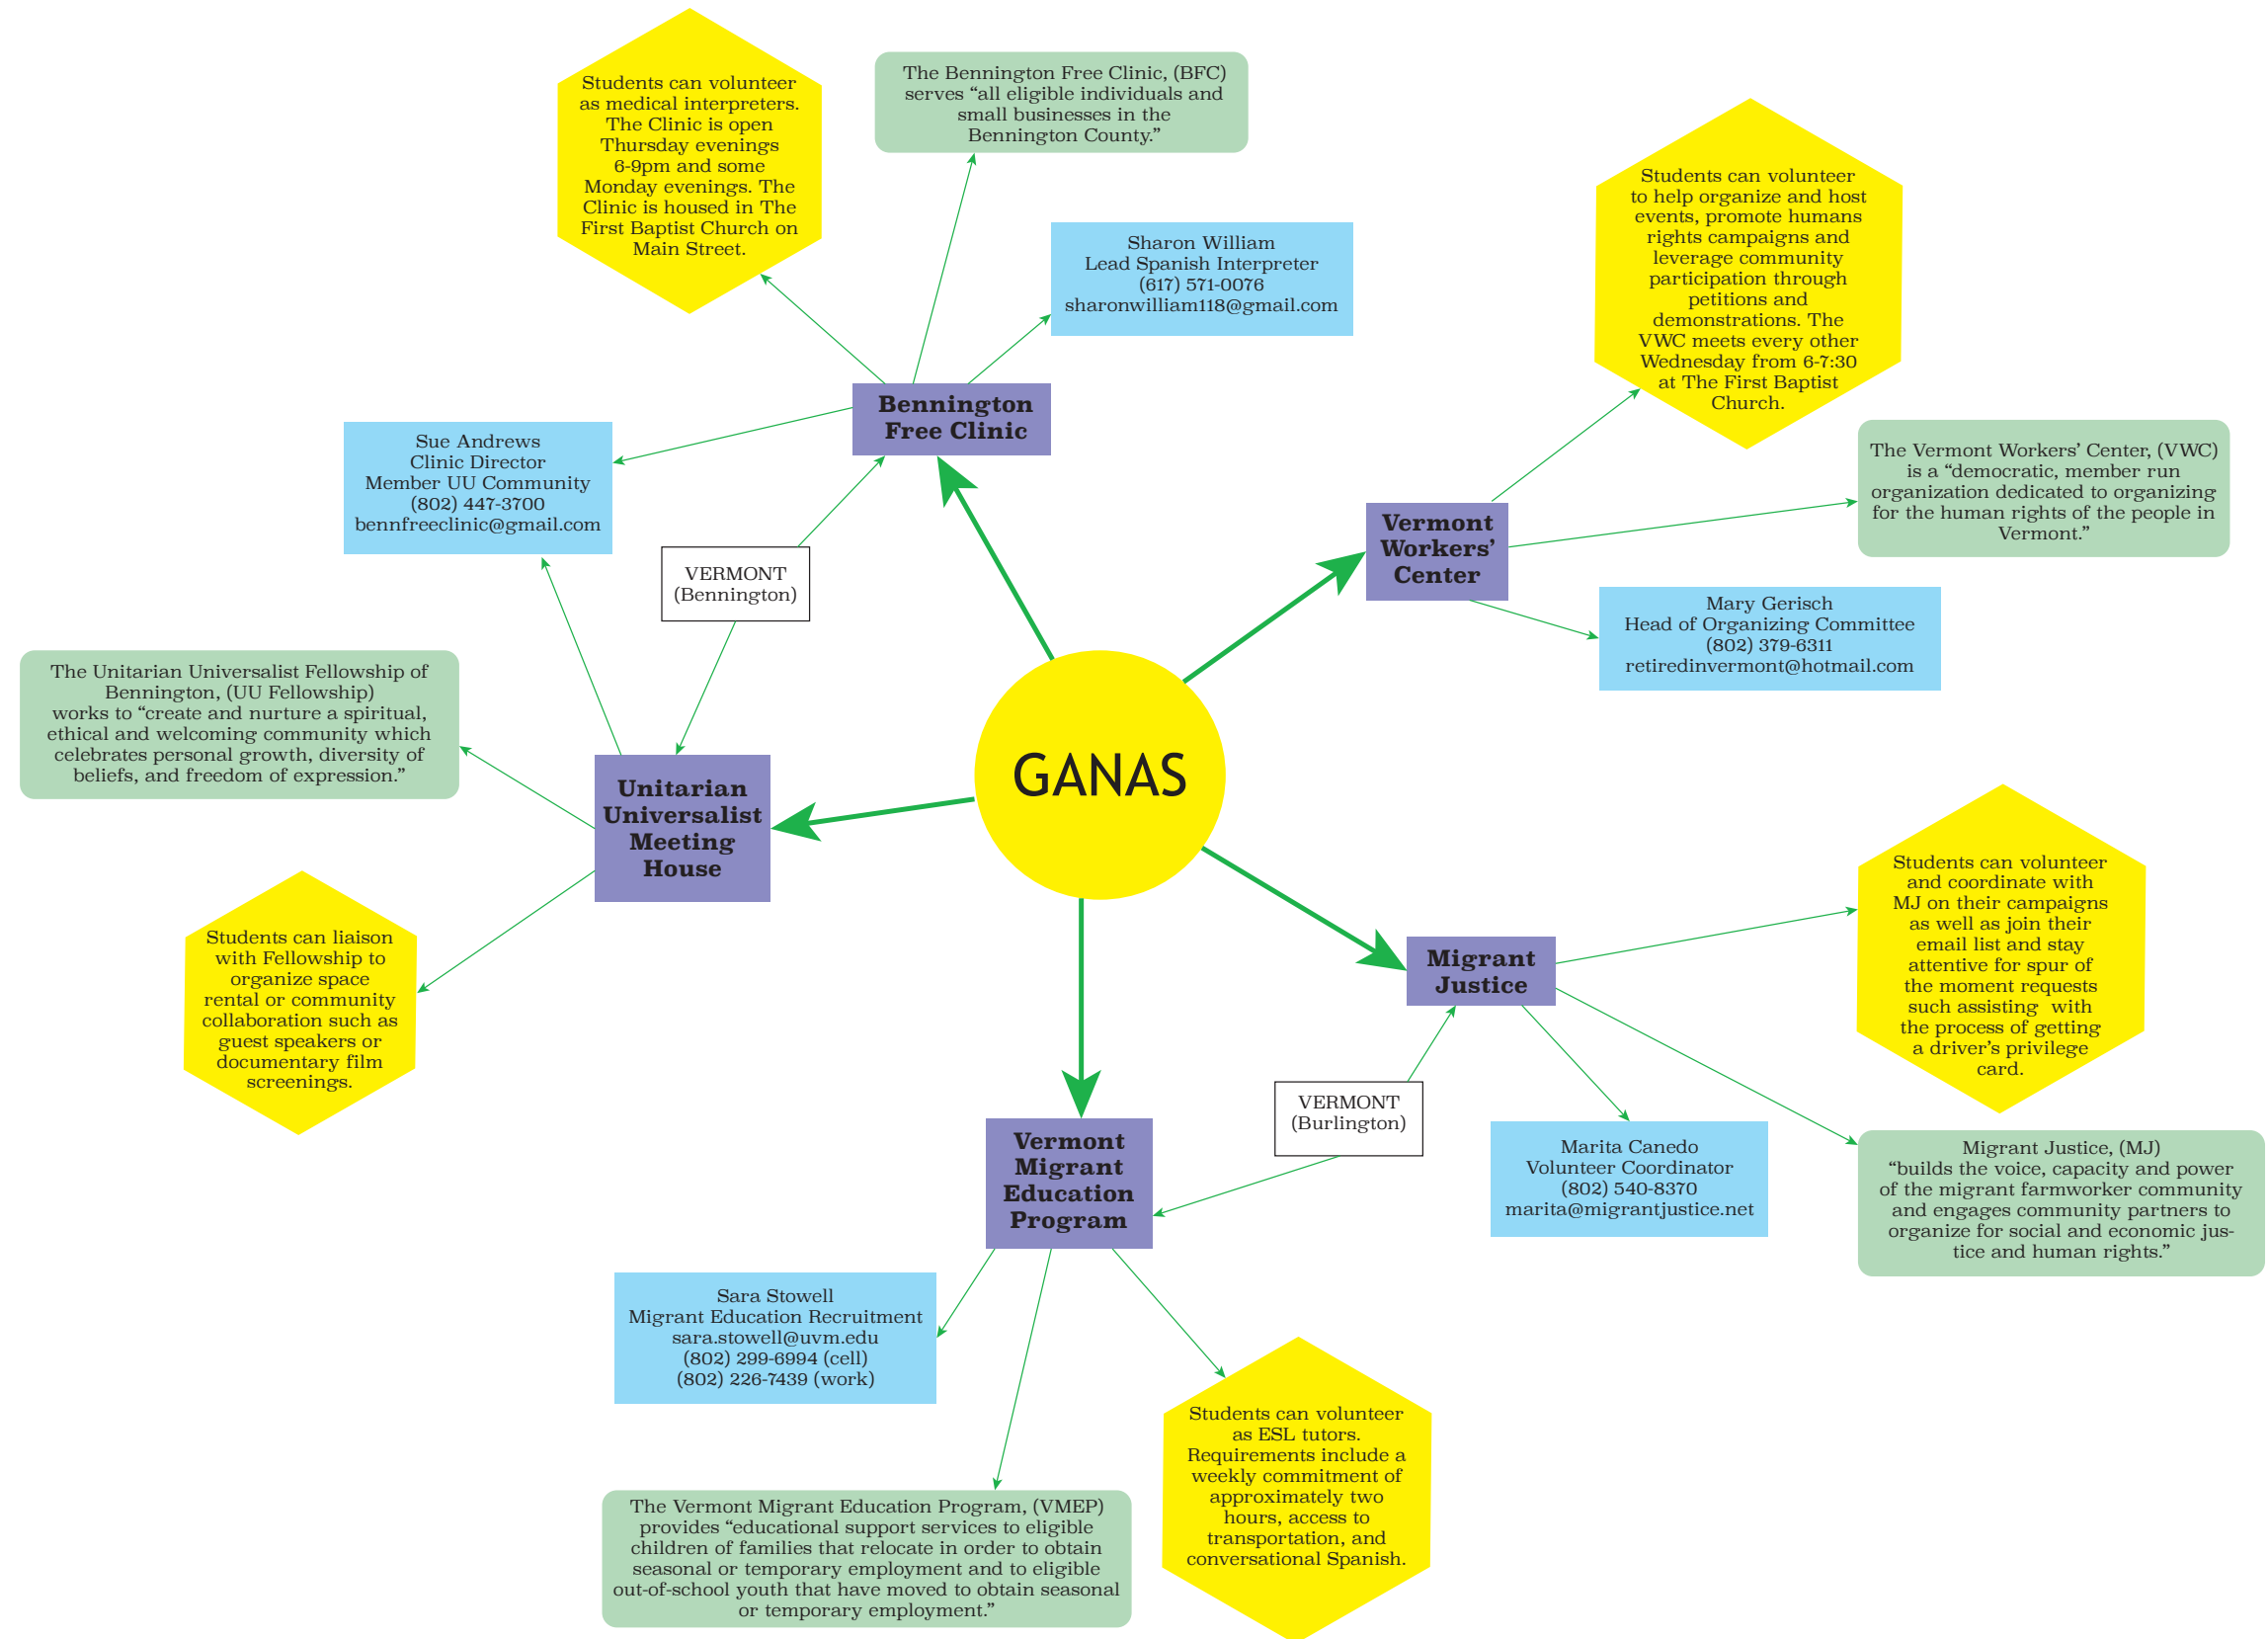 Students can volunteer
as medical interpreters.
The Clinic is open
Thursday evenings
6-9pm and some
Monday evenings. The
Clinic is housed in The
First Baptist Church on
Main Street.
The Bennington Free Clinic, (BFC)
serves “all eligible individuals and
small businesses in the
Bennington County.”
Sharon William
Lead Spanish Interpreter
(617) 571-0076
sharonwilliam118@gmail.com
Students can volunteer
to help organize and host
events, promote humans
rights campaigns and
leverage community
participation through
petitions and
demonstrations. The
VWC meets every other
Wednesday from 6-7:30
at The First Baptist
Church.
Bennington
Free Clinic
Sue Andrews
Clinic Director
Member UU Community
(802) 447-3700
bennfreeclinic@gmail.com
VERMONT
(Bennington)
Vermont
Workers’
Center
The Vermont Workers’ Center, (VWC)
is a “democratic, member run
organization dedicated to organizing
for the human rights of the people in
Vermont.”
Mary Gerisch
Head of Organizing Committee
(802) 379-6311
retiredinvermont@hotmail.com
The Unitarian Universalist Fellowship of
Bennington, (UU Fellowship)
works to “create and nurture a spiritual,
ethical and welcoming community which
celebrates personal growth, diversity of
beliefs, and freedom of expression.”
Unitarian
Universalist
Meeting
House
GANAS
Students can liaison
with Fellowship to
organize space
rental or community
collaboration such as
guest speakers or
documentary film
screenings.
Migrant
Justice
Students can volunteer
and coordinate with
MJ on their campaigns
as well as join their
email list and stay
attentive for spur of
the moment requests
such assisting  with
the process of getting
a driver’s privilege
card.
VERMONT
(Burlington)
Vermont
Migrant
Education
Program
Marita Canedo
Volunteer Coordinator
(802) 540-8370
marita@migrantjustice.net
Migrant Justice, (MJ)
“builds the voice, capacity and power
of the migrant farmworker community
and engages community partners to
organize for social and economic jus-
tice and human rights.”
Sara Stowell
Migrant Education Recruitment
sara.stowell@uvm.edu
(802) 299-6994 (cell)
(802) 226-7439 (work)
Students can volunteer
as ESL tutors.
Requirements include a
weekly commitment of
approximately two
hours, access to
transportation, and
conversational Spanish.
The Vermont Migrant Education Program, (VMEP)
provides “educational support services to eligible
children of families that relocate in order to obtain
seasonal or temporary employment and to eligible
out-of-school youth that have moved to obtain seasonal
or temporary employment.”